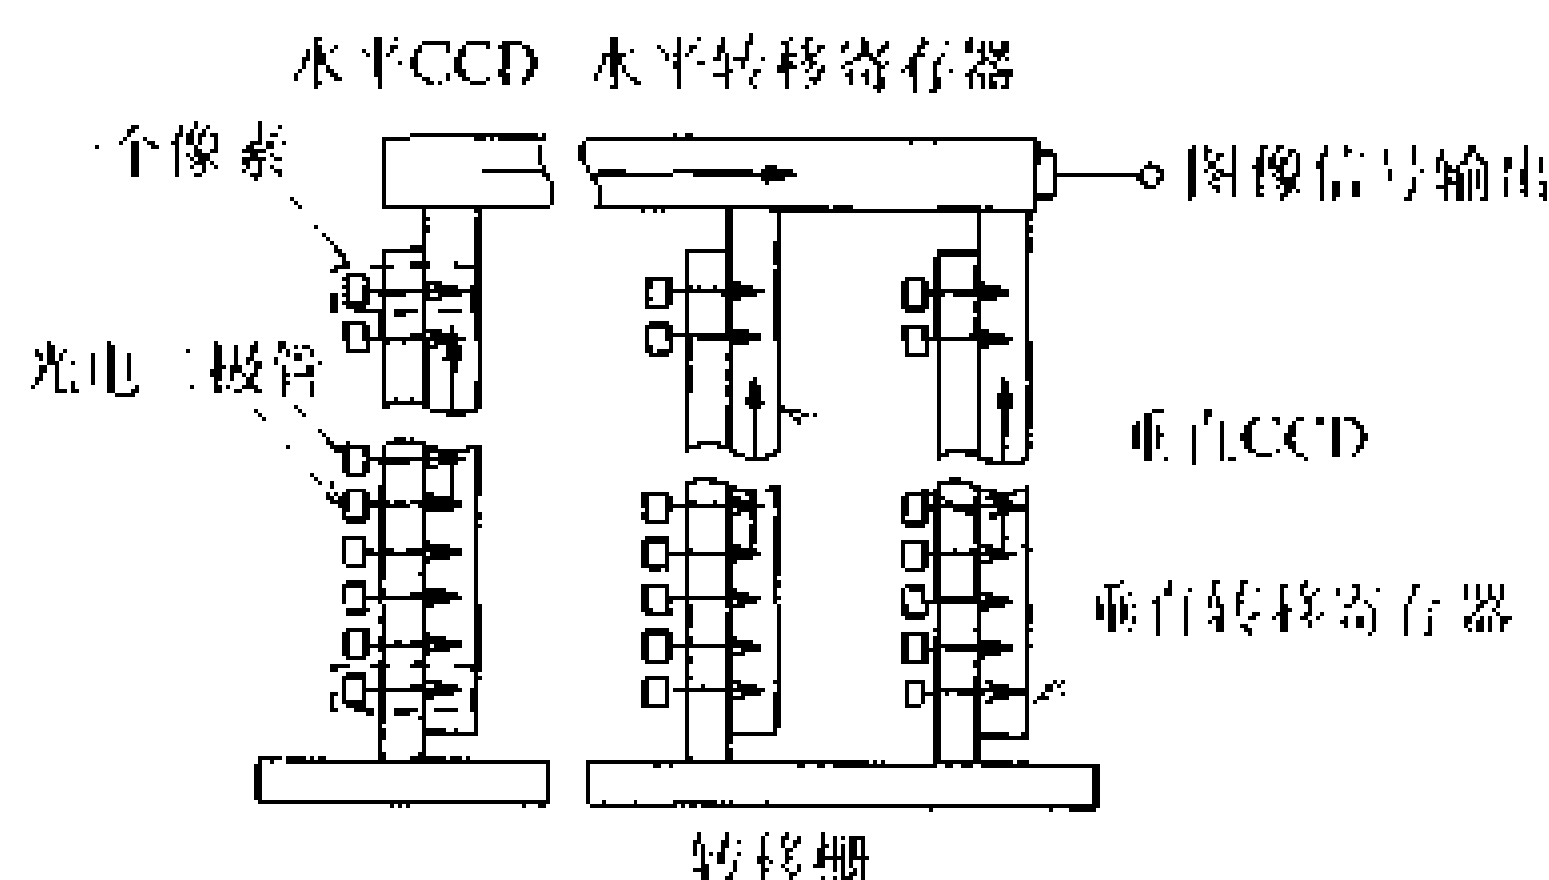 水平CCD 水平转移寄存器
一个像素
图像信号输出
光电二极管
垂直CCD
垂直转移寄存器
转移栅